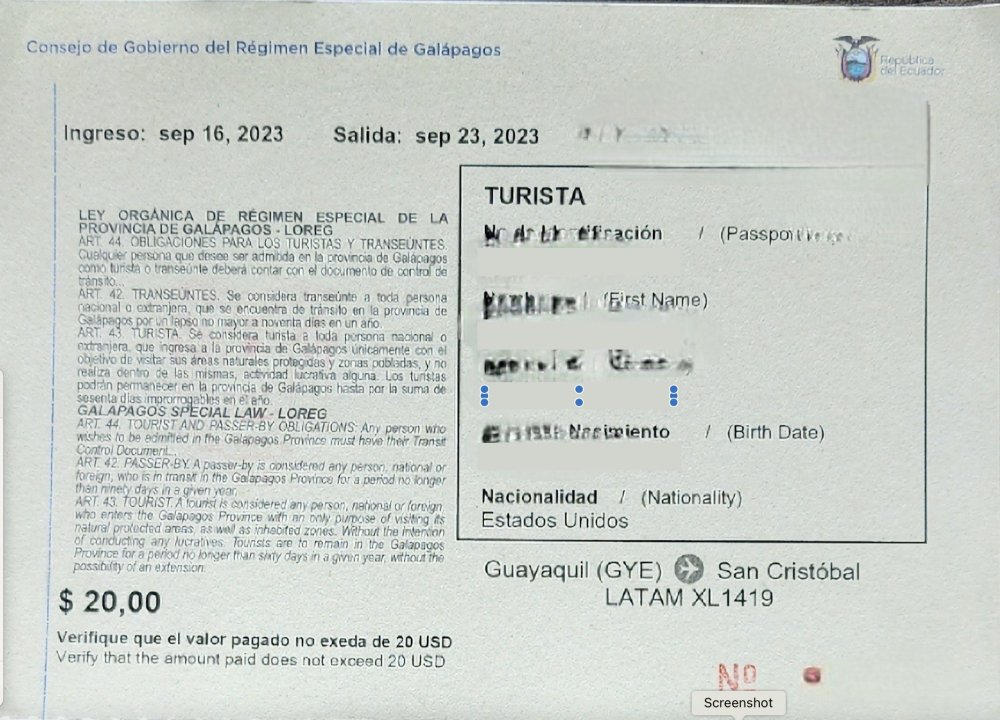 Consejo de Gobierno del Régimen Especial de Galápagos
República
del Ecuador
Ingreso: sep 16, 2023 Salida: sep 23, 2023
LEY ORGÁNICA DE RÉGIMEN ESPECIAL DE LA
PROVINCIA DE GALÁPAGOS - LOREG
ART. 44. OBLIGACIONES PARA LOS TURISTAS Y TRANSEÚNTES.
Cualquier persona que desee ser admitida en la provincia de Galápagos
como turista o transeúnte deberá contar con el documento de control de
tránsito...
ART. 42. TRANSEÚNTES. Se considera transeúnte a toda persona
nacional o extranjera, que se encuentra de tránsito en la provincia de
Galápagos por un lapso no mayor a noventa días en un año.
ART. 43. TURISTA. Se considera turista a toda persona nacional o
extranjera, que ingresa a la provincia de Galápagos únicamente con el
objetivo de visitar sus áreas naturales protegidas y zonas pobladas, y no
realiza dentro de las mismas, actividad lucrativa alguna. Los turistas
podrán permanecer en la provincia de Galápagos hasta por la suma de
sesenta días improrrogables en el año.
GALAPAGOS SPECIAL LAW - LOREG
ART. 44. TOURIST AND PASSER-BY OBLIGATIONS: Any person who
wishes to be admitted in the Galapagos Province must have their Transit
Control Document...
ART 42. PASSER-BY. A passer-by is considered any person, national or
foreign, who is in transit in the Galapagos Province for a period no longer
than ninety days in a given year.
ART. 43. TOURIST. A tourist is considered any person, national or foreign,
who enters the Galapagos Province with an only purpose of visiting its
natural protected areas, as well as inhabited zones. Without the intention
of conducting any lucratives. Tourists are to remain in the Galapagos
Province for a period no longer than sixty days in a given year, without the
possibility of an extension.
$ 20,00
Verifique que el valor pagado no exeda de 20 USD
Verify that the amount paid does not exceed 20 USD
TURISTA
/ (First Name)
Nacimiento / (Birth Date)
Nacionalidad / (Nationality)
Estados Unidos
Guayaquil (GYE) San Cristóbal
LATAM XL1419
Nº
Screenshot